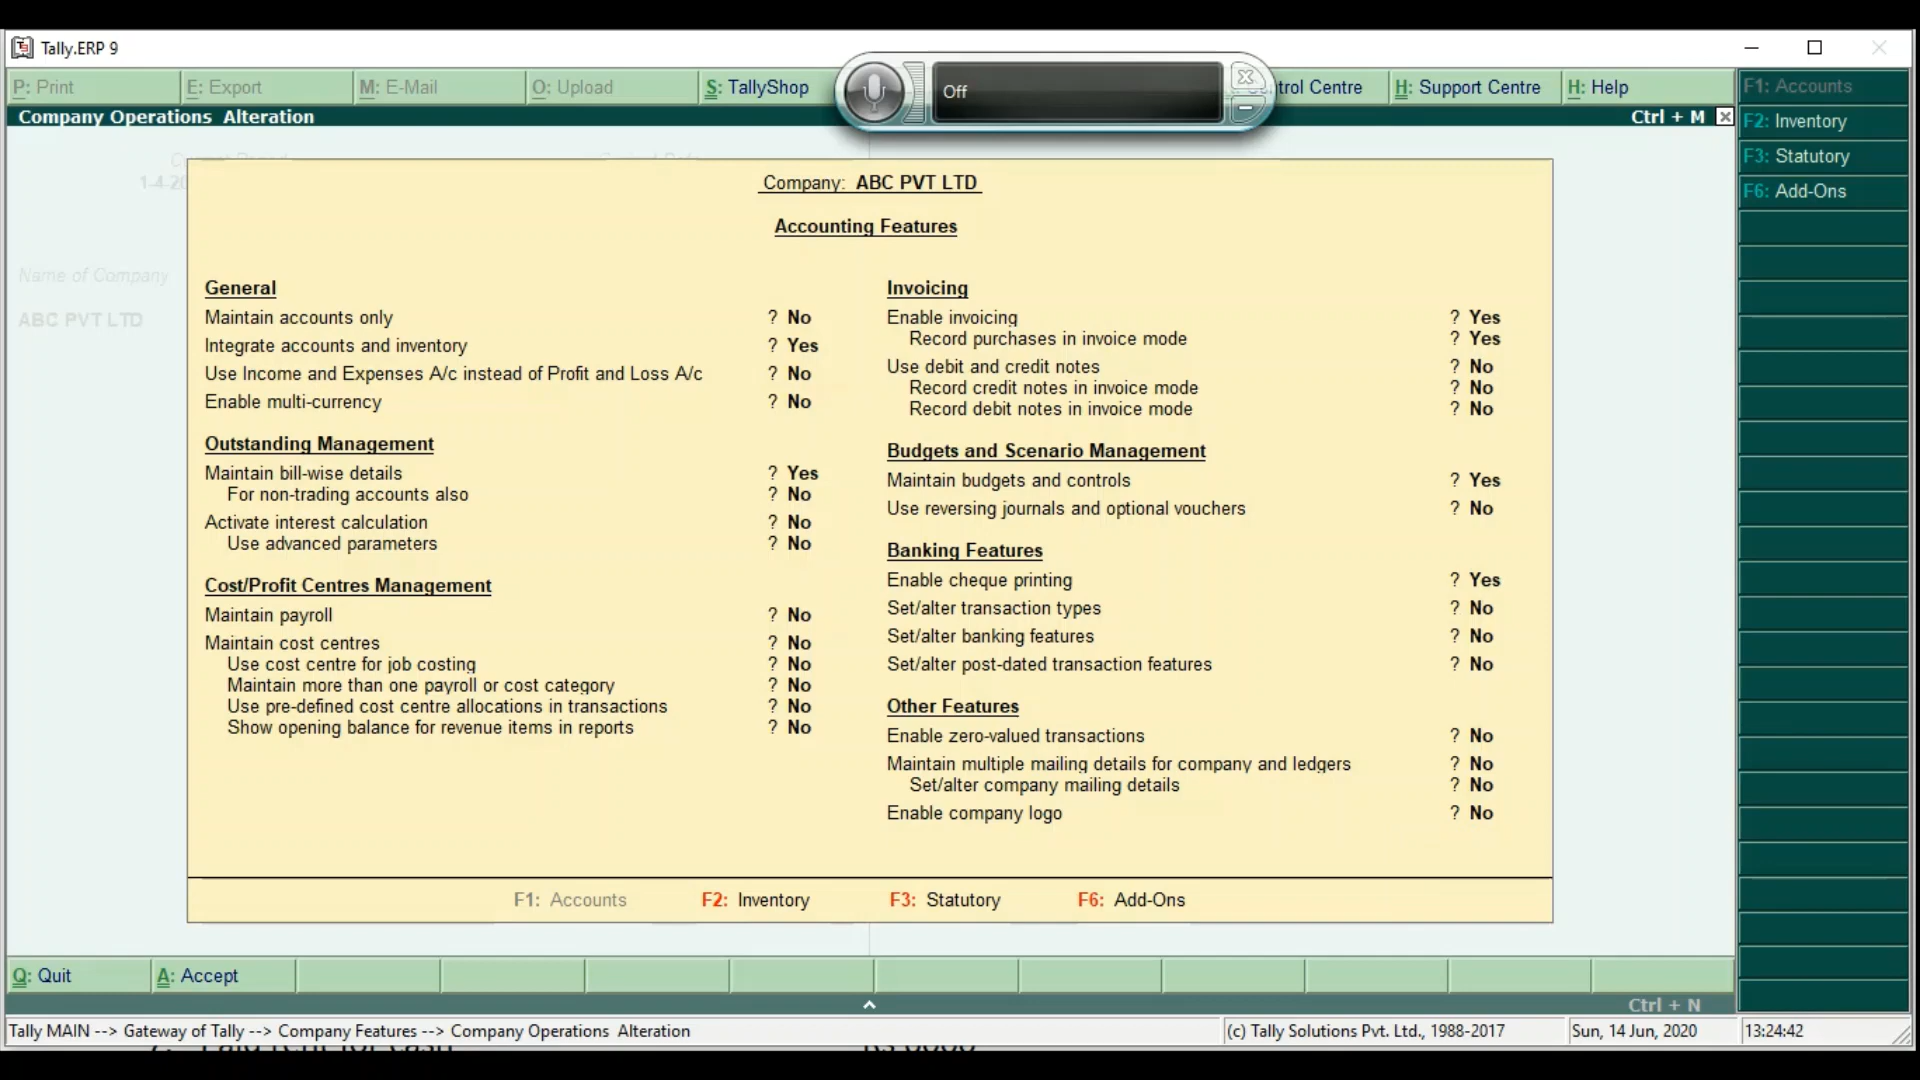 Tally.ERP 9
P: Print
E: Export
M: E-Mail
O: Upload
S: TallyShop
Off
trol Centre
H: Support Centre
H: Help
F1: Accounts
F2: Inventory
F3: Statutory
F6: Add-Ons
Company Operations Alteration
Ctrl + M
1-4-20
Name of Company
ABC PVT LTD
Company: ABC PVT LTD
Accounting Features
General
Maintain accounts only ? No
Integrate accounts and inventory ? Yes
Use Income and Expenses A/c instead of Profit and Loss A/c ? No
Enable multi-currency ? No
Outstanding Management
Maintain bill-wise details ? Yes
For non-trading accounts also ? No
Activate interest calculation ? No
Use advanced parameters ? No
Cost/Profit Centres Management
Maintain payroll ? No
Maintain cost centres ? No
Use cost centre for job costing ? No
Maintain more than one payroll or cost category ? No
Use pre-defined cost centre allocations in transactions ? No
Show opening balance for revenue items in reports ? No
Invoicing
Enable invoicing ? Yes
Record purchases in invoice mode ? Yes
Use debit and credit notes ? No
Record credit notes in invoice mode ? No
Record debit notes in invoice mode ? No
Budgets and Scenario Management
Maintain budgets and controls ? Yes
Use reversing journals and optional vouchers ? No
Banking Features
Enable cheque printing ? Yes
Set/alter transaction types ? No
Set/alter banking features ? No
Set/alter post-dated transaction features ? No
Other Features
Enable zero-valued transactions ? No
Maintain multiple mailing details for company and ledgers ? No
Set/alter company mailing details ? No
Enable company logo ? No
F1: Accounts F2: Inventory F3: Statutory F6: Add-Ons
Q: Quit
A: Accept
Ctrl + N
Tally MAIN --> Gateway of Tally --> Company Features --> Company Operations Alteration
(c) Tally Solutions Pvt. Ltd., 1988-2017
Sun, 14 Jun, 2020
13:24:42